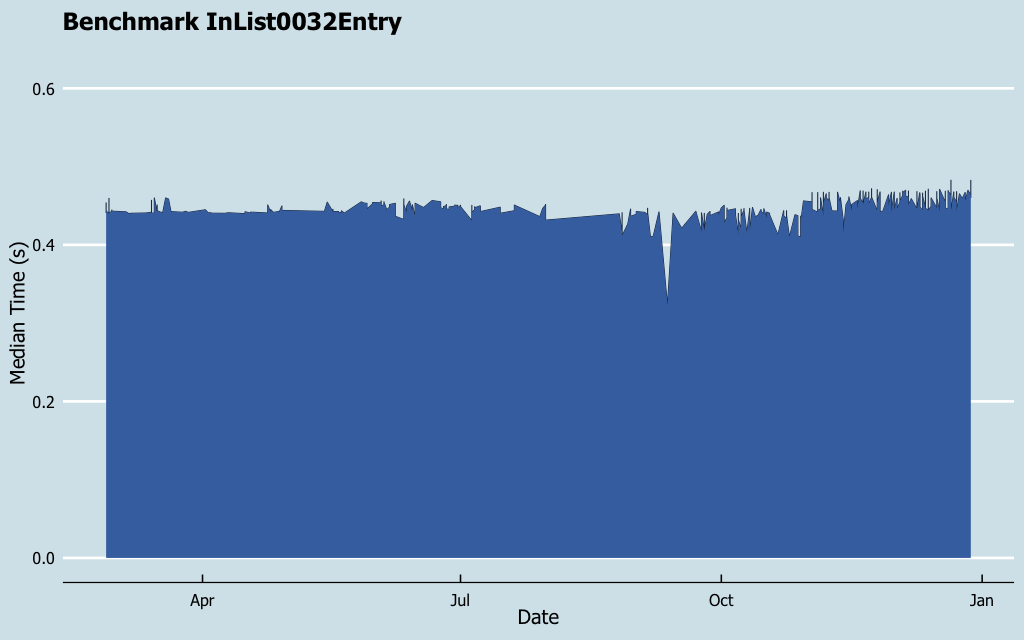 Benchmark InList0032Entry
0.6
0.4
0.2
0.0
Median Time (s)
Apr
Jul
Oct
Jan
Date